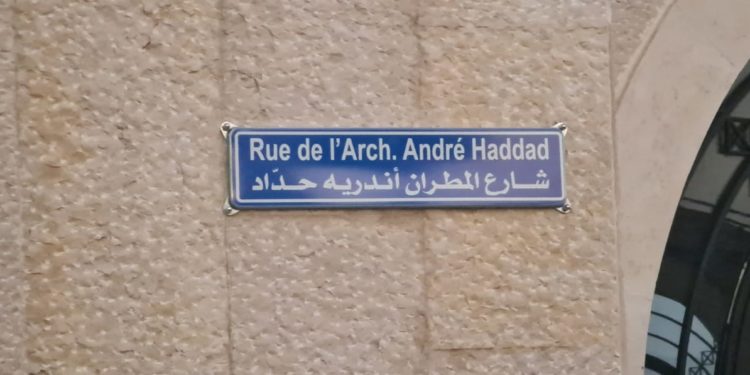 Rue de l'Arch. André Haddad
شارع المطران أندريه حدّاد